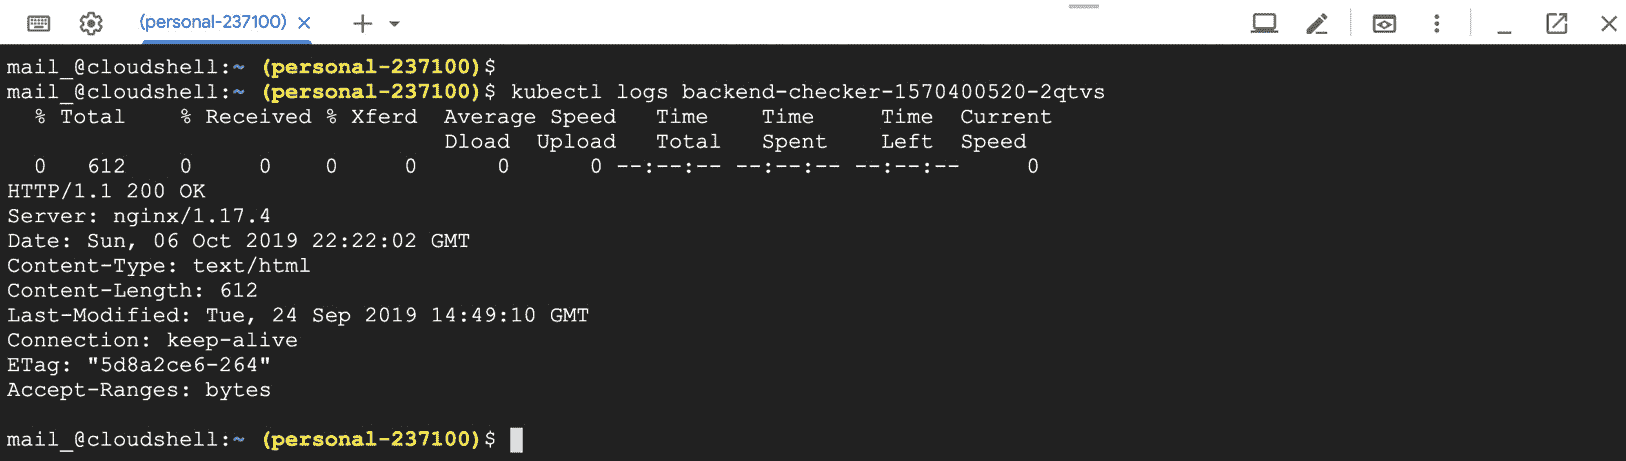 (personal-237100)
mail_@cloudshell:~ (personal-237100)$
mail_@cloudshell:~ (personal-237100)$ kubectl logs backend-checker-1570400520-2qtvs
% Total % Received % Xferd Average Speed Time Time Time Current
Dload Upload Total Spent Left Speed
0 612 0 0 0 0 0 0 --:--:-- --:--:-- --:--:-- 0
HTTP/1.1 200 OK
Server: nginx/1.17.4
Date: Sun, 06 Oct 2019 22:22:02 GMT
Content-Type: text/html
Content-Length: 612
Last-Modified: Tue, 24 Sep 2019 14:49:10 GMT
Connection: keep-alive
ETag: "5d8a2ce6-264"
Accept-Ranges: bytes
mail_@cloudshell:~ (personal-237100)$